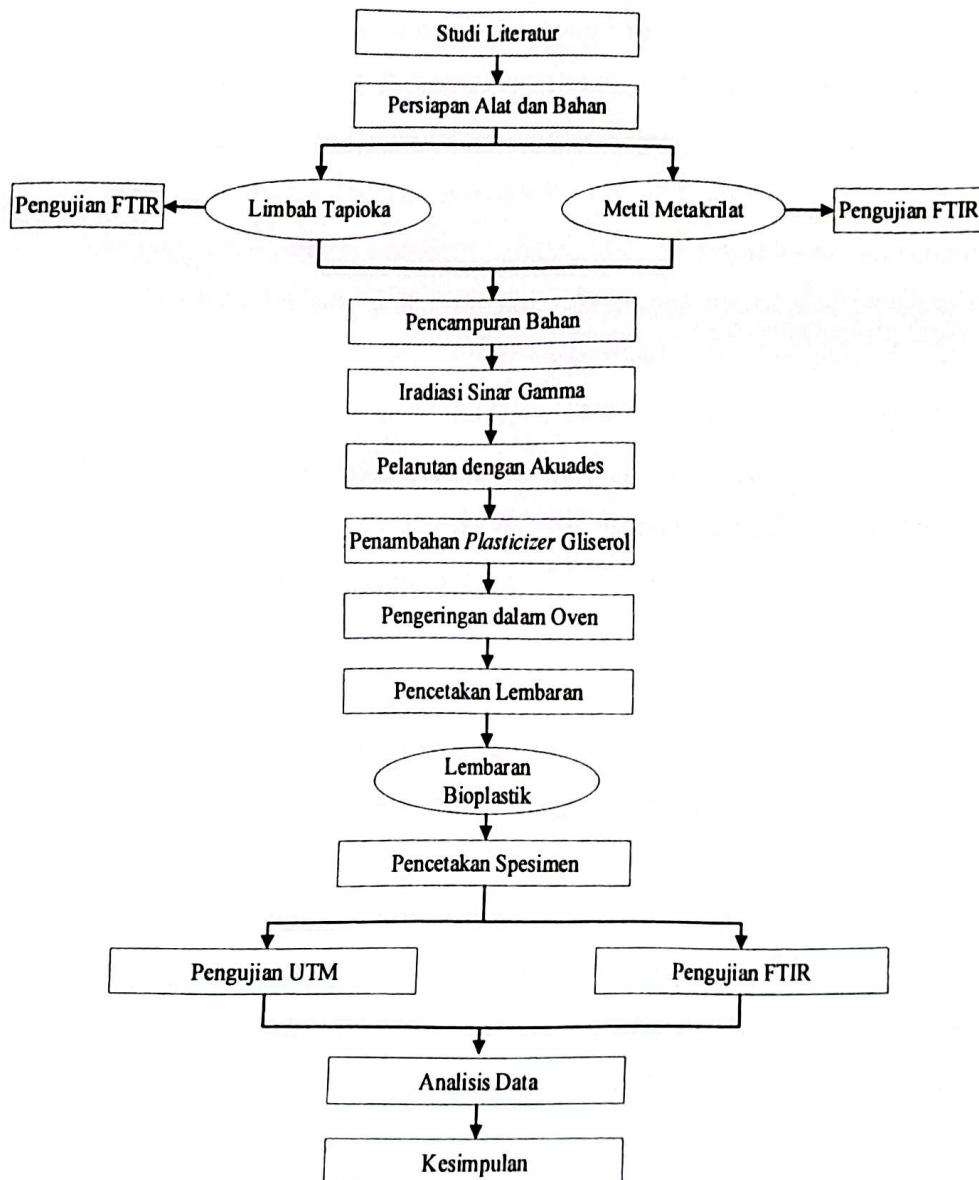 Studi Literatur
Persiapan Alat dan Bahan
Pengujian FTIR
Limbah Tapioka
Metil Metakrilat
Pengujian FTIR
Pencampuran Bahan
Iradiasi Sinar Gamma
Pelarutan dengan Akuades
Penambahan Plasticizer Gliserol
Pengeringan dalam Oven
Pencetakan Lembaran
Lembaran
Bioplastik
Pencetakan Spesimen
Pengujian UTM
Pengujian FTIR
Analisis Data
Kesimpulan